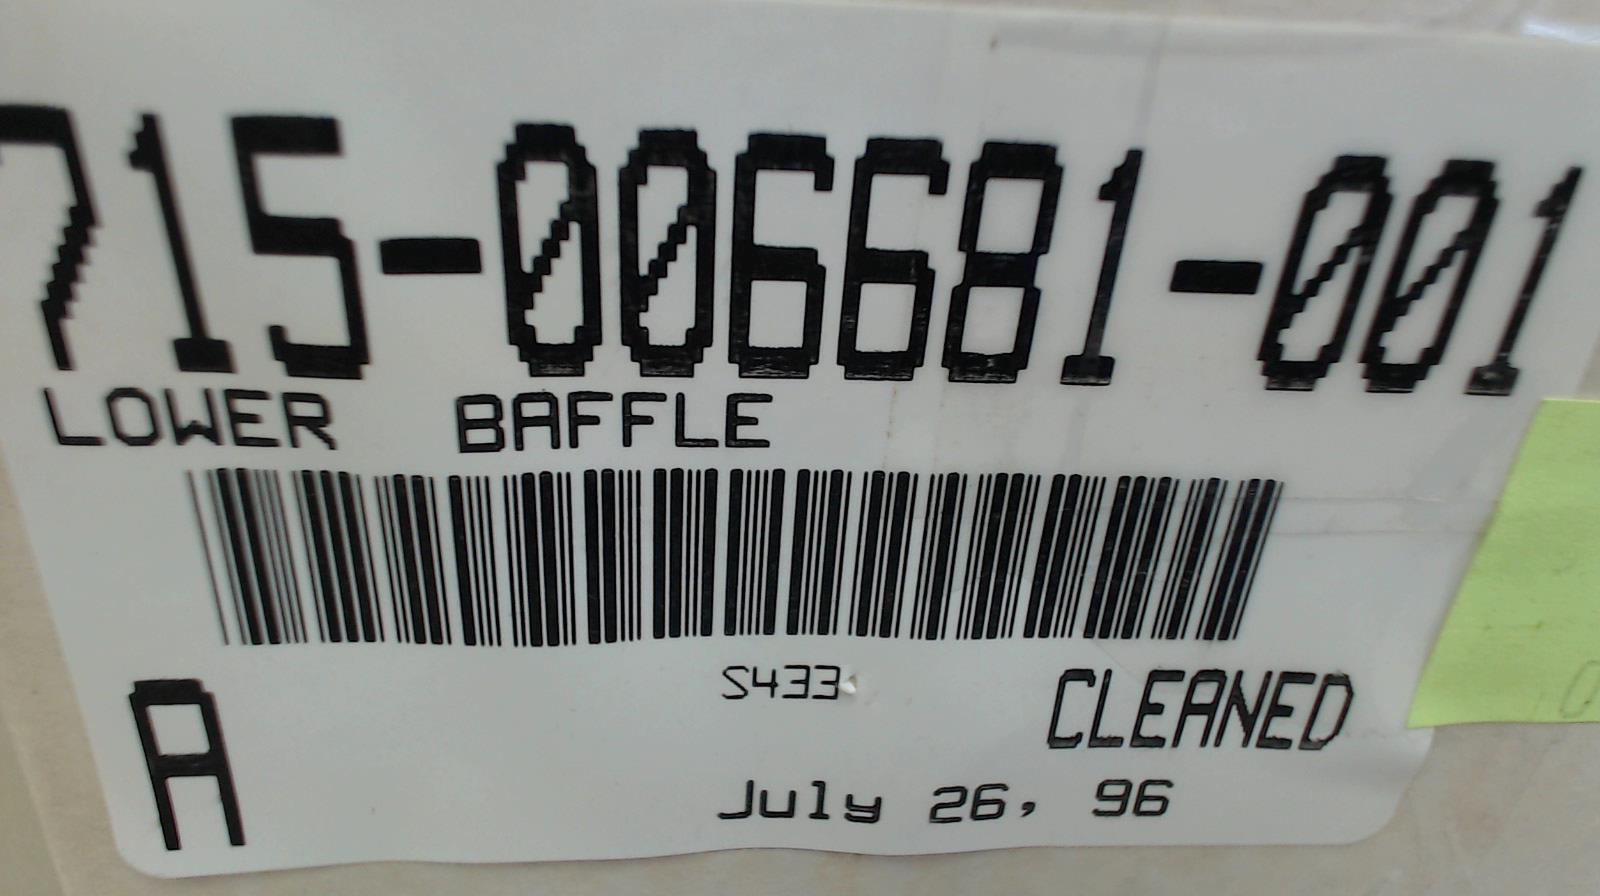 715-006681-001
LOWER BAFFLE
S433
CLEANED
A
July 26, 96